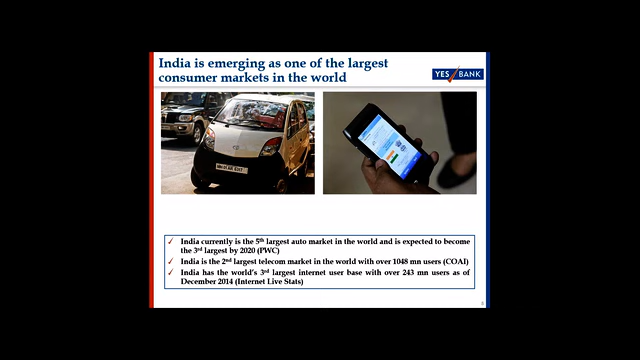 India is emerging as one of the largest
consumer markets in the world
YES BANK
India currently is the 5th largest auto market in the world and is expected to become
the 3rd largest by 2020 (PWC)
India is the 2nd largest telecom market in the world with over 1048 mn users (COAI)
India has the world's 3rd largest internet user base with over 243 mn users as of
December 2014 (Internet Live Stats)
8